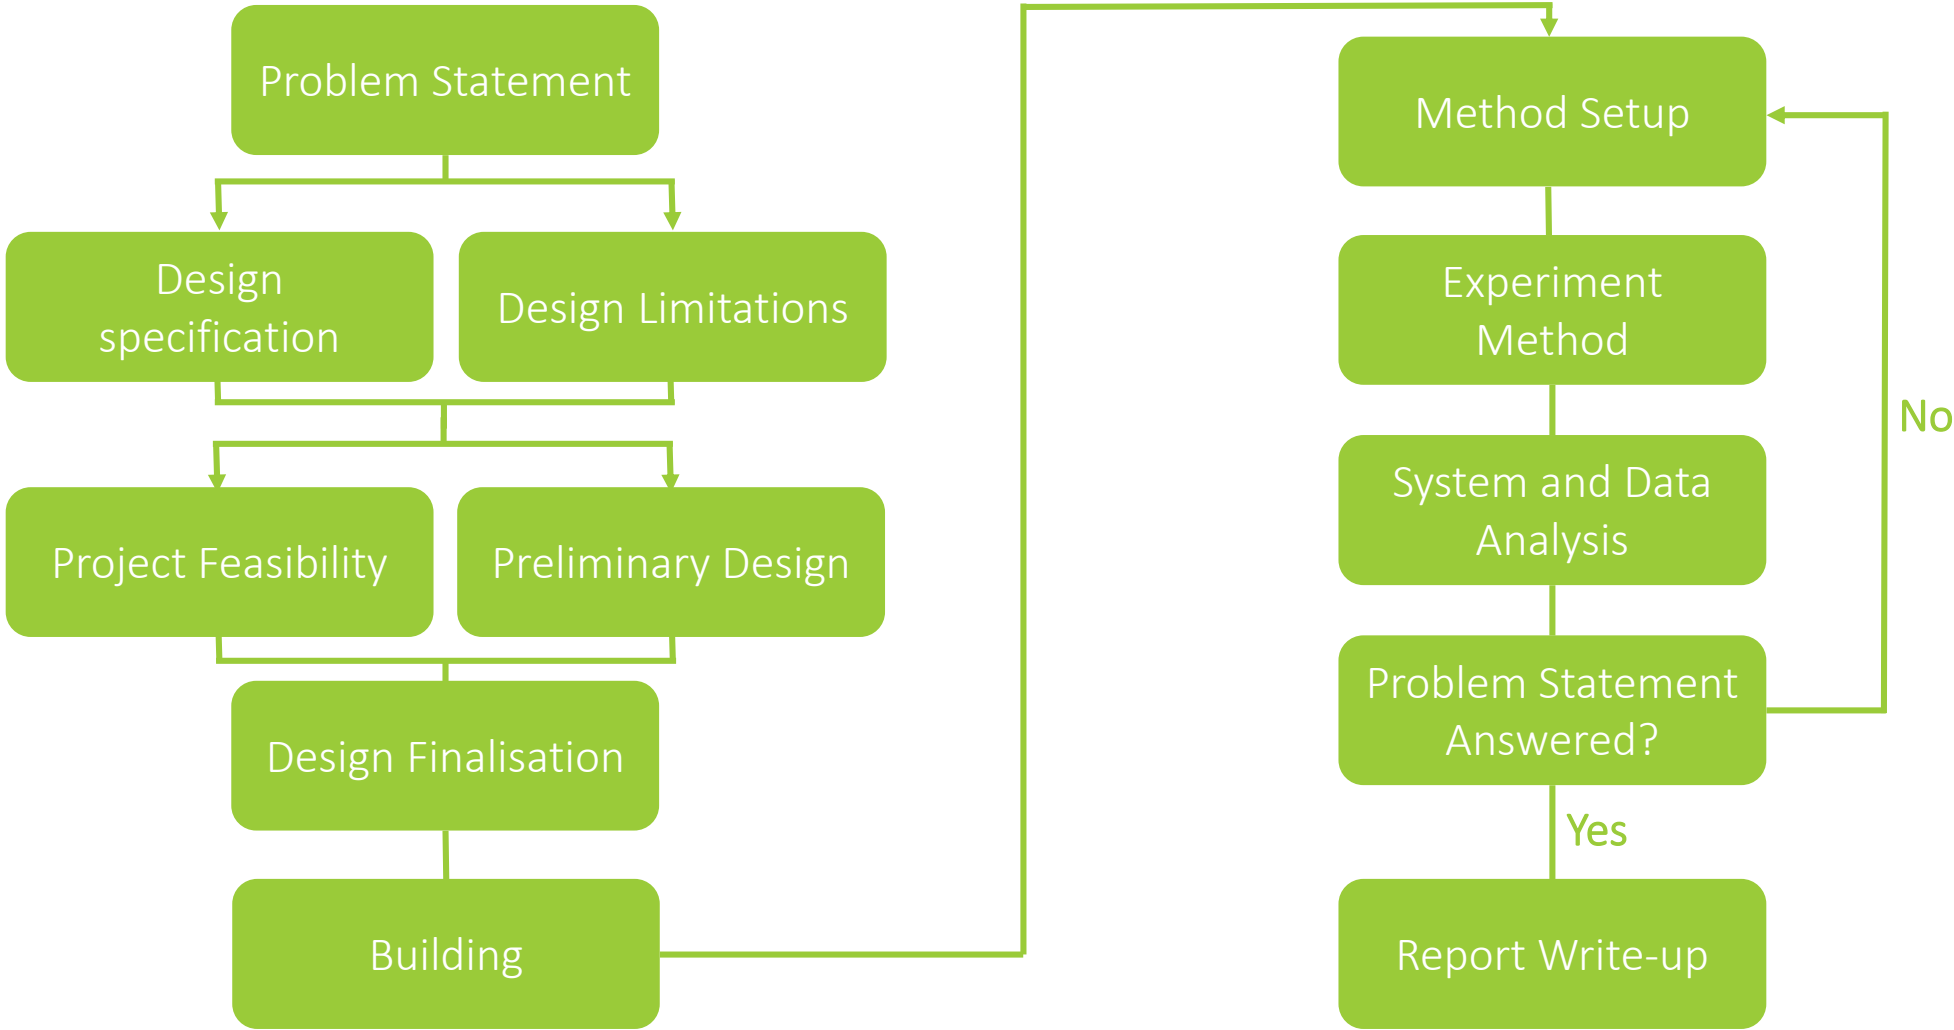 Problem Statement
Design
specification
Design Limitations
Project Feasibility
Preliminary Design
Design Finalisation
Building
Method Setup
Experiment
Method
System and Data
Analysis
Problem Statement
Answered?
No
Yes
Report Write-up